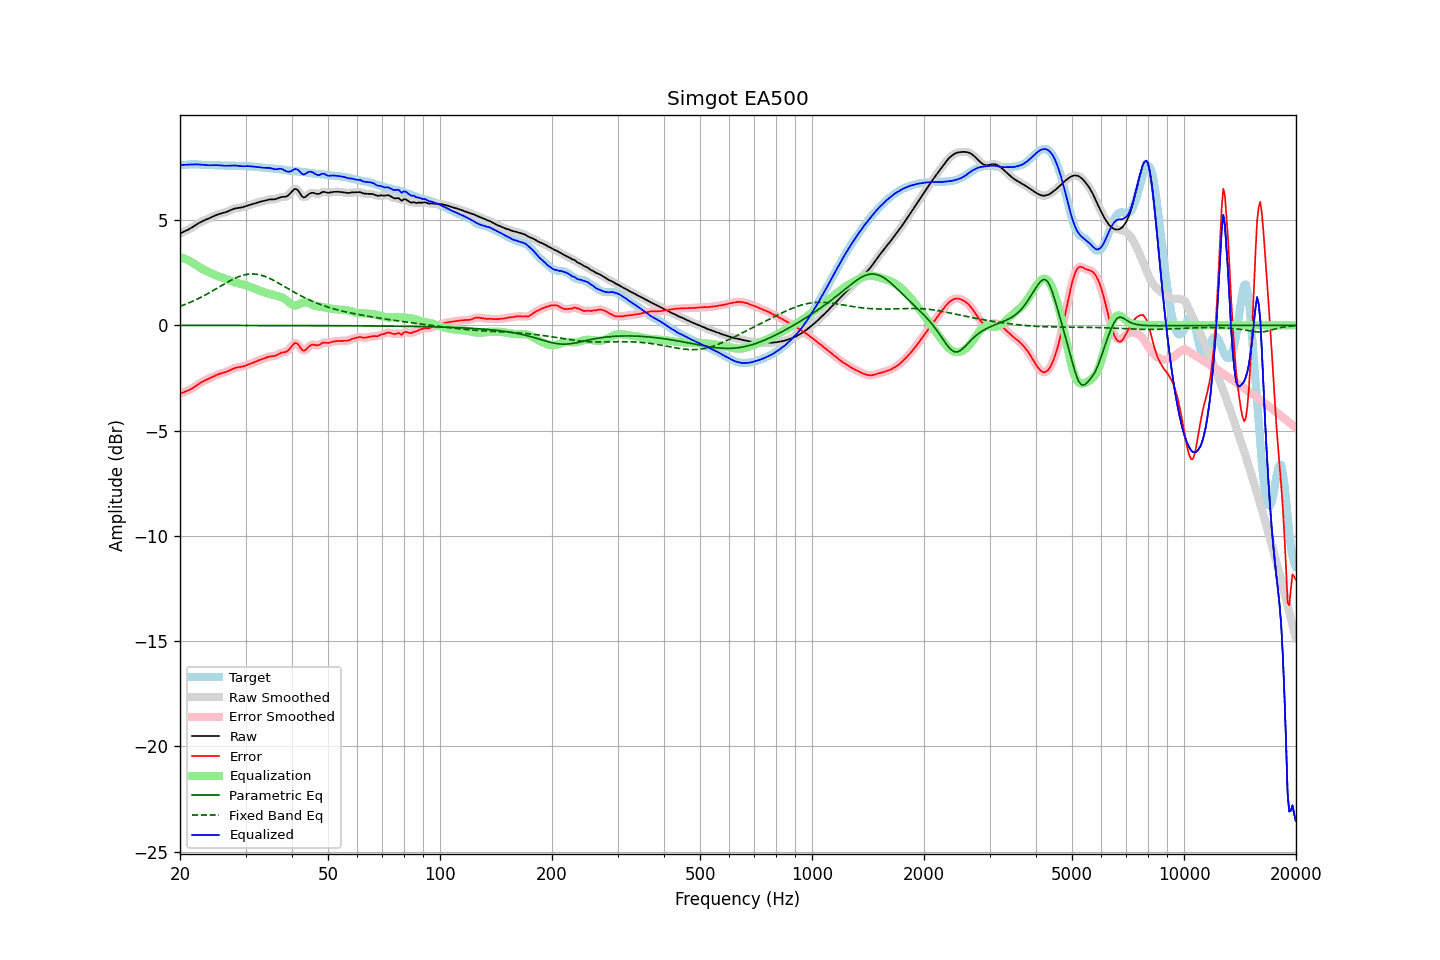 Simgot EA500
Amplitude (dBr)
5
0
−5
−10
−15
−20
−25
Target
Raw Smoothed
Error Smoothed
Raw
Error
Equalization
Parametric Eq
Fixed Band Eq
Equalized
20 50 100 200 500 1000 2000 5000 10000 20000
Frequency (Hz)